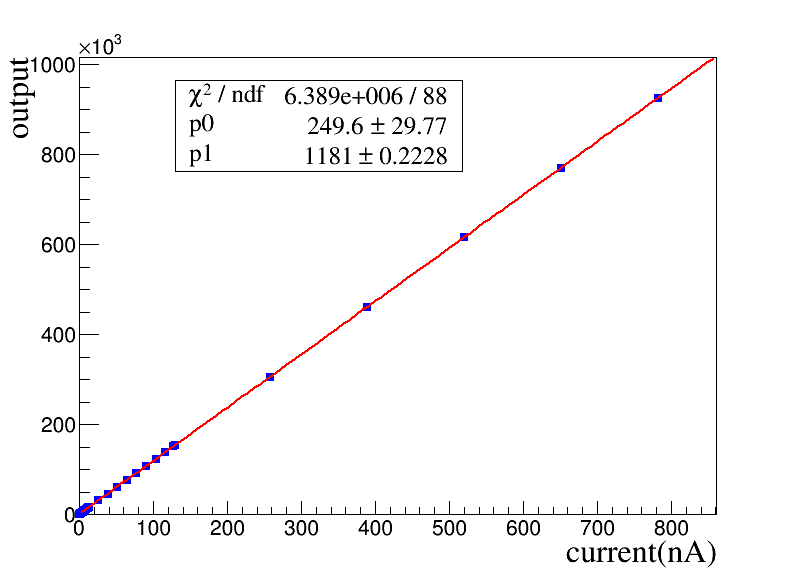 ×10³
output
1000
800
600
400
200
0
χ² / ndf 6.389e+006 / 88
p0 249.6 ± 29.77
p1 1181 ± 0.2228
0 100 200 300 400 500 600 700 800
current(nA)